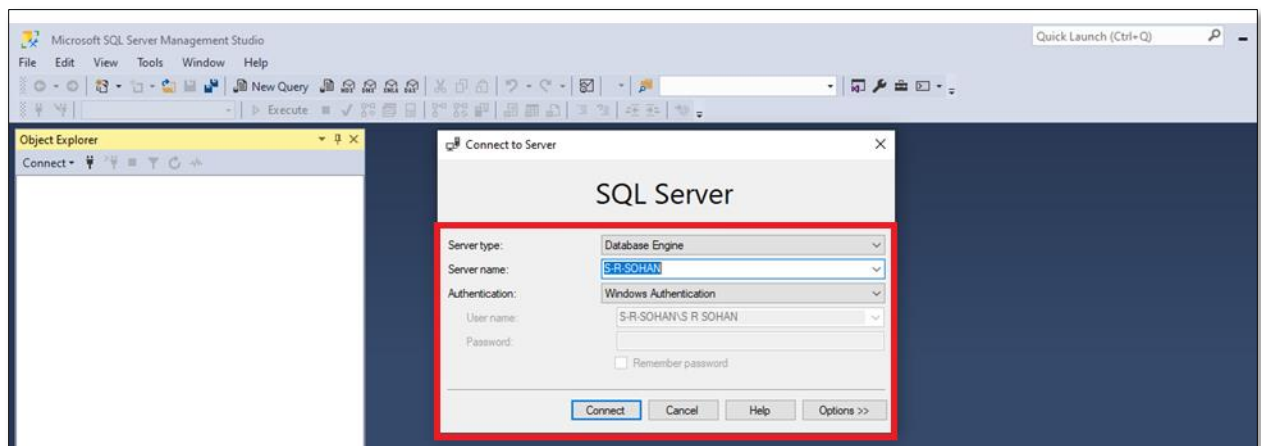 Microsoft SQL Server Management Studio
Quick Launch (Ctrl+Q)
File Edit View Tools Window Help
New Query
Execute
Object Explorer
Connect
Connect to Server
SQL Server
Server type: Database Engine
Server name: S-R-SOHAN
Authentication: Windows Authentication
User name: S-R-SOHAN\S R SOHAN
Password:
Remember password
Connect Cancel Help Options >>